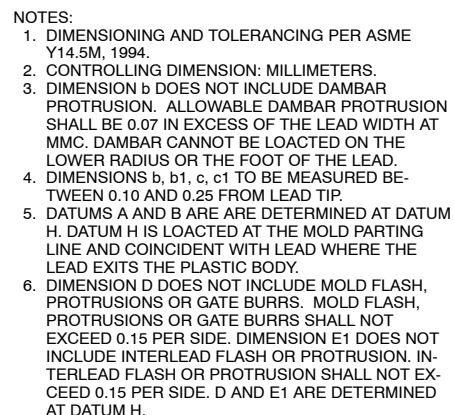 NOTES:
1. DIMENSIONING AND TOLERANCING PER ASME
Y14.5M, 1994.
2. CONTROLLING DIMENSION: MILLIMETERS.
3. DIMENSION b DOES NOT INCLUDE DAMBAR
PROTRUSION. ALLOWABLE DAMBAR PROTRUSION
SHALL BE 0.07 IN EXCESS OF THE LEAD WIDTH AT
MMC. DAMBAR CANNOT BE LOACTED ON THE
LOWER RADIUS OR THE FOOT OF THE LEAD.
4. DIMENSIONS b, b1, c, c1 TO BE MEASURED BE-
TWEEN 0.10 AND 0.25 FROM LEAD TIP.
5. DATUMS A AND B ARE ARE DETERMINED AT DATUM
H. DATUM H IS LOACTED AT THE MOLD PARTING
LINE AND COINCIDENT WITH LEAD WHERE THE
LEAD EXITS THE PLASTIC BODY.
6. DIMENSION D DOES NOT INCLUDE MOLD FLASH,
PROTRUSIONS OR GATE BURRS. MOLD FLASH,
PROTRUSIONS OR GATE BURRS SHALL NOT
EXCEED 0.15 PER SIDE. DIMENSION E1 DOES NOT
INCLUDE INTERLEAD FLASH OR PROTRUSION. IN-
TERLEAD FLASH OR PROTRUSION SHALL NOT EX-
CEED 0.15 PER SIDE. D AND E1 ARE DETERMINED
AT DATUM H.